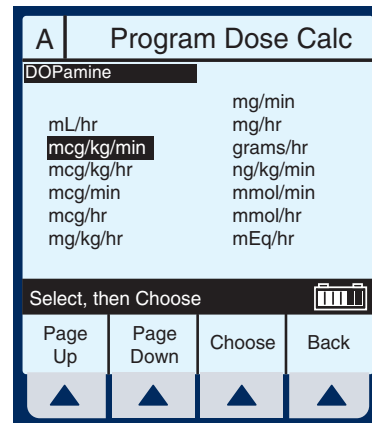 A
Program Dose Calc
DOPamine
mL/hr
mcg/kg/min
mcg/kg/hr
mcg/min
mcg/hr
mg/kg/hr
mg/min
mg/hr
grams/hr
ng/kg/min
mmol/min
mmol/hr
mEq/hr
Select, then Choose
Page
Up
Page
Down
Choose
Back